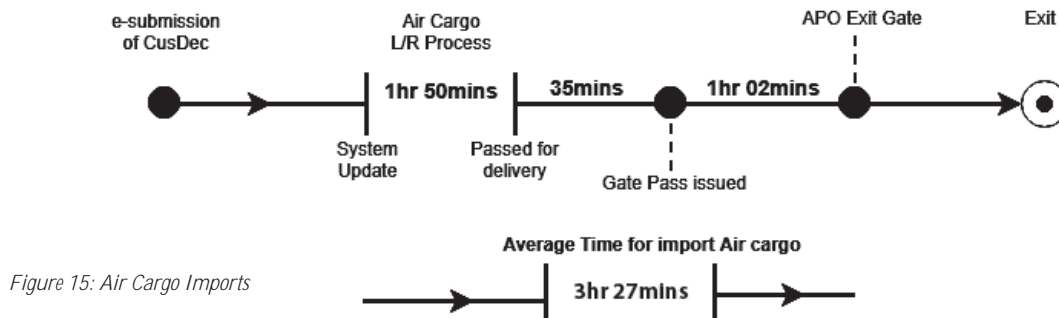 e-submission
of CusDec
Air Cargo
L/R Process
APO Exit Gate
Exit
1hr 50mins
35mins
1hr 02mins
System
Update
Passed for
delivery
Gate Pass issued
Average Time for import Air cargo
3hr 27mins
Figure 15: Air Cargo Imports